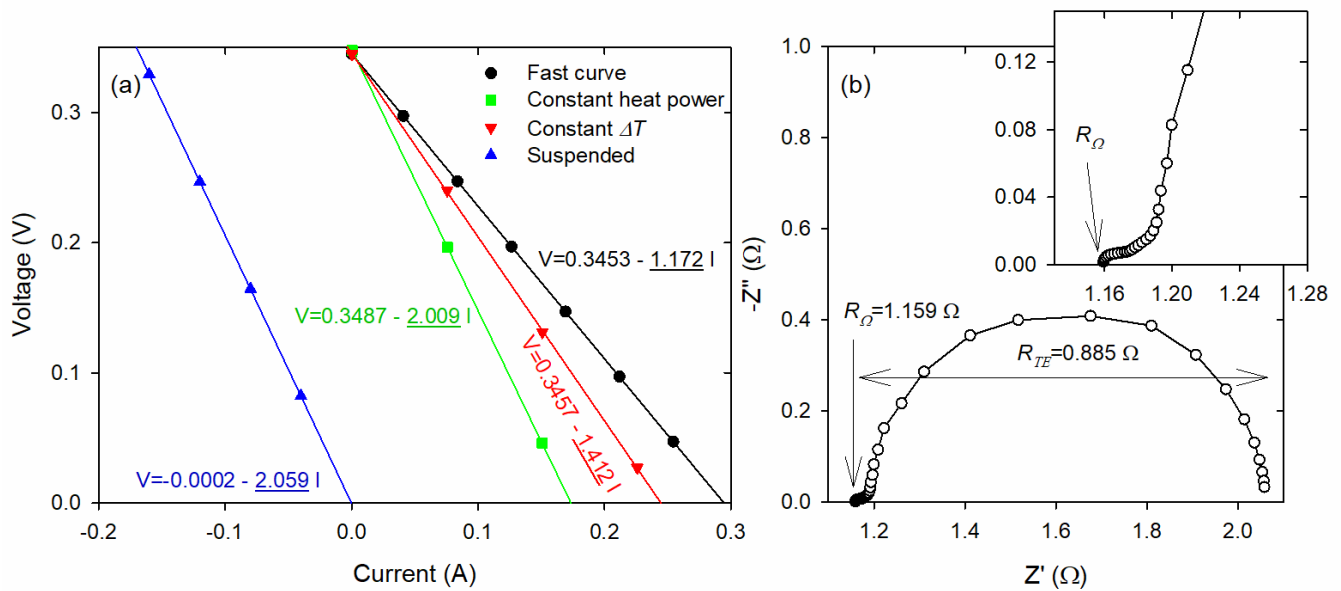 (a)
Fast curve
Constant heat power
Constant ΔT
Suspended
V=0.3453 - 1.172 I
V=0.3487 - 2.009 I
V=0.3457 - 1.412 I
V=-0.0002 - 2.059 I
Voltage (V)
0.3
0.2
0.1
0.0
-0.2
-0.1
0.0
0.1
0.2
0.3
Current (A)
(b)
-Z'' (Ω)
1.0
0.8
0.6
0.4
0.2
0.0
1.2
1.4
1.6
1.8
2.0
Z' (Ω)
RΩ=1.159 Ω
RTE=0.885 Ω
RΩ
0.12
0.08
0.04
0.00
1.16
1.20
1.24
1.28